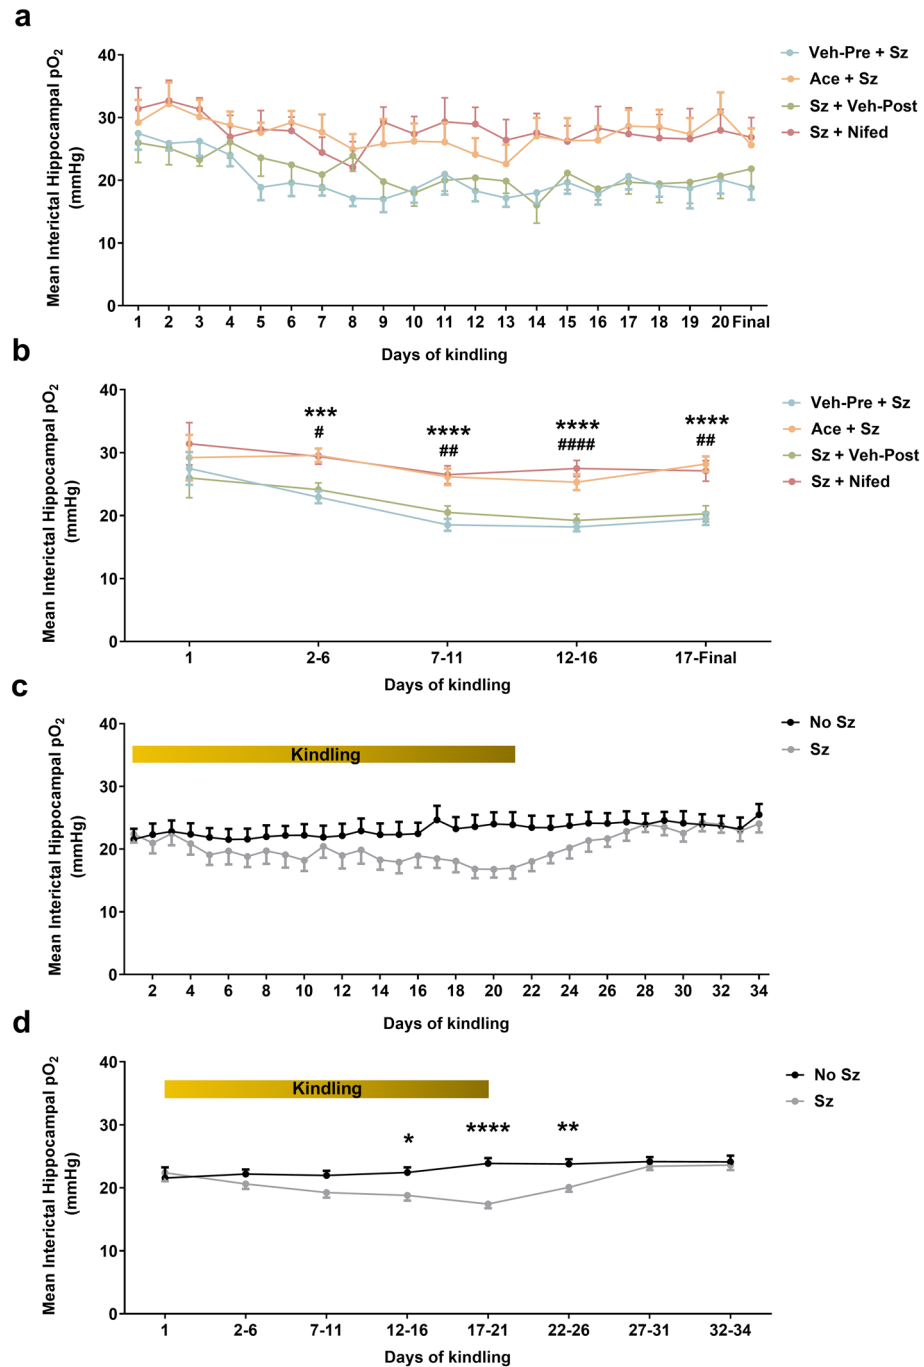 a
Mean Interictal Hippocampal pO2
(mmHg)
40
30
20
10
0
1 2 3 4 5 6 7 8 9 10 11 12 13 14 15 16 17 18 19 20 Final
Days of kindling
Veh-Pre + Sz
Ace + Sz
Sz + Veh-Post
Sz + Nifed
b
Mean Interictal Hippocampal pO2
(mmHg)
40
30
20
10
0
*** **** **** ****
# ## #### ##
1 2-6 7-11 12-16 17-Final
Days of kindling
Veh-Pre + Sz
Ace + Sz
Sz + Veh-Post
Sz + Nifed
c
Mean Interictal Hippocampal pO2
(mmHg)
40
30
20
10
0
Kindling
2 4 6 8 10 12 14 16 18 20 22 24 26 28 30 32 34
Days of kindling
No Sz
Sz
d
Mean Interictal Hippocampal pO2
(mmHg)
40
30
20
10
0
Kindling
* **** **
1 2-6 7-11 12-16 17-21 22-26 27-31 32-34
Days of kindling
No Sz
Sz